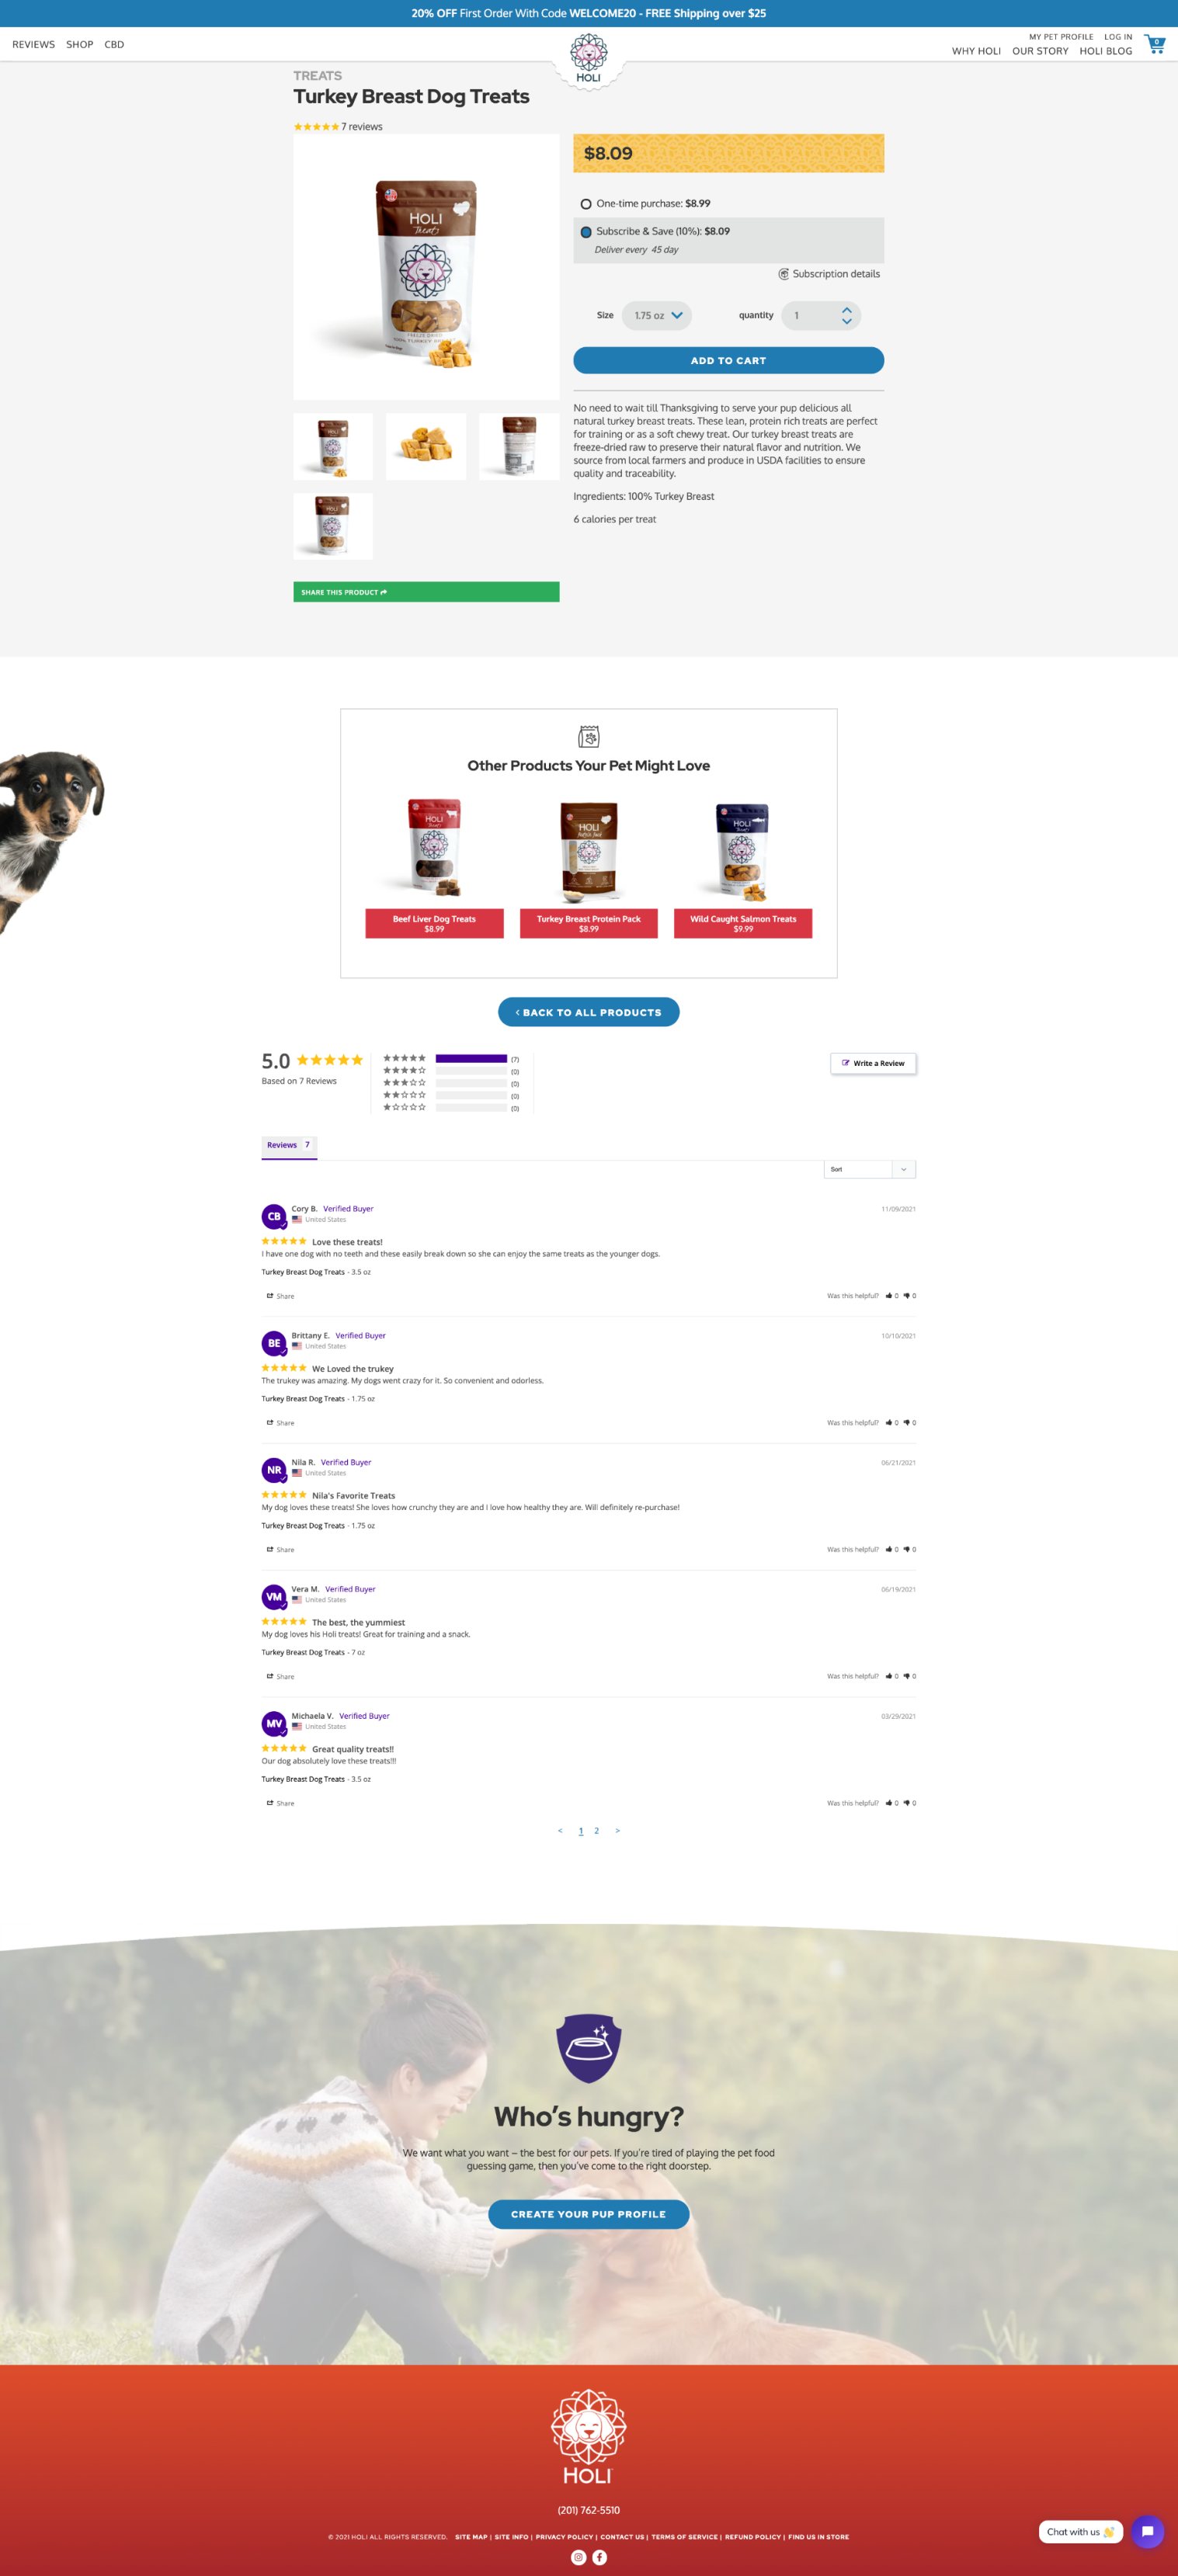 20% OFF First Order With Code WELCOME20 - FREE Shipping over $25
REVIEWS SHOP CBD
MY PET PROFILE LOG IN
WHY HOLI OUR STORY HOLI BLOG
0
HOLI
TREATS
Turkey Breast Dog Treats
7 reviews
HOLI
Treats
$8.09
One-time purchase: $8.99
Subscribe & Save (10%): $8.09
Deliver every 45 day
Subscription details
Size 1.75 oz quantity 1
ADD TO CART
No need to wait till Thanksgiving to serve your pup delicious all
natural turkey breast treats. These lean, protein rich treats are perfect
for training or as a soft chewy treat. Our turkey breast treats are
freeze-dried raw to preserve their natural flavor and nutrition. We
source from local farmers and produce in USDA facilities to ensure
quality and traceability.
Ingredients: 100% Turkey Breast
6 calories per treat
SHARE THIS PRODUCT
Other Products Your Pet Might Love
HOLI
HOLI
HOLI
Beef Liver Dog Treats
$8.99
Turkey Breast Protein Pack
$8.99
Wild Caught Salmon Treats
$9.99
< BACK TO ALL PRODUCTS
5.0
Based on 7 Reviews
(7)
(0)
(0)
(0)
(0)
Write a Review
Reviews 7
Sort
CB
Cory B. Verified Buyer
11/09/2021
United States
Love these treats!
I have one dog with no teeth and these easily break down so she can enjoy the same treats as the younger dogs.
Turkey Breast Dog Treats - 3.5 oz
Share
Was this helpful? 0 0
BE
Brittany E. Verified Buyer
10/10/2021
United States
We Loved the trukey
The trukey was amazing. My dogs went crazy for it. So convenient and odorless.
Turkey Breast Dog Treats - 1.75 oz
Share
Was this helpful? 0 0
NR
Nila R. Verified Buyer
06/21/2021
United States
Nila's Favorite Treats
My dog loves these treats! She loves how crunchy they are and I love how healthy they are. Will definitely re-purchase!
Turkey Breast Dog Treats - 1.75 oz
Share
Was this helpful? 0 0
VM
Vera M. Verified Buyer
06/19/2021
United States
The best, the yummiest
My dog loves his Holi treats! Great for training and a snack.
Turkey Breast Dog Treats - 7 oz
Share
Was this helpful? 0 0
MV
Michaela V. Verified Buyer
03/29/2021
United States
Great quality treats!!
Our dog absolutely love these treats!!!
Turkey Breast Dog Treats - 3.5 oz
Share
Was this helpful? 0 0
< 1 2 >
Who's hungry?
We want what you want – the best for our pets. If you're tired of playing the pet food
guessing game, then you've come to the right doorstep.
CREATE YOUR PUP PROFILE
HOLI
(201) 762-5510
© 2021 HOLI ALL RIGHTS RESERVED. SITE MAP | SITE INFO | PRIVACY POLICY | CONTACT US | TERMS OF SERVICE | REFUND POLICY | FIND US IN STORE
Chat with us